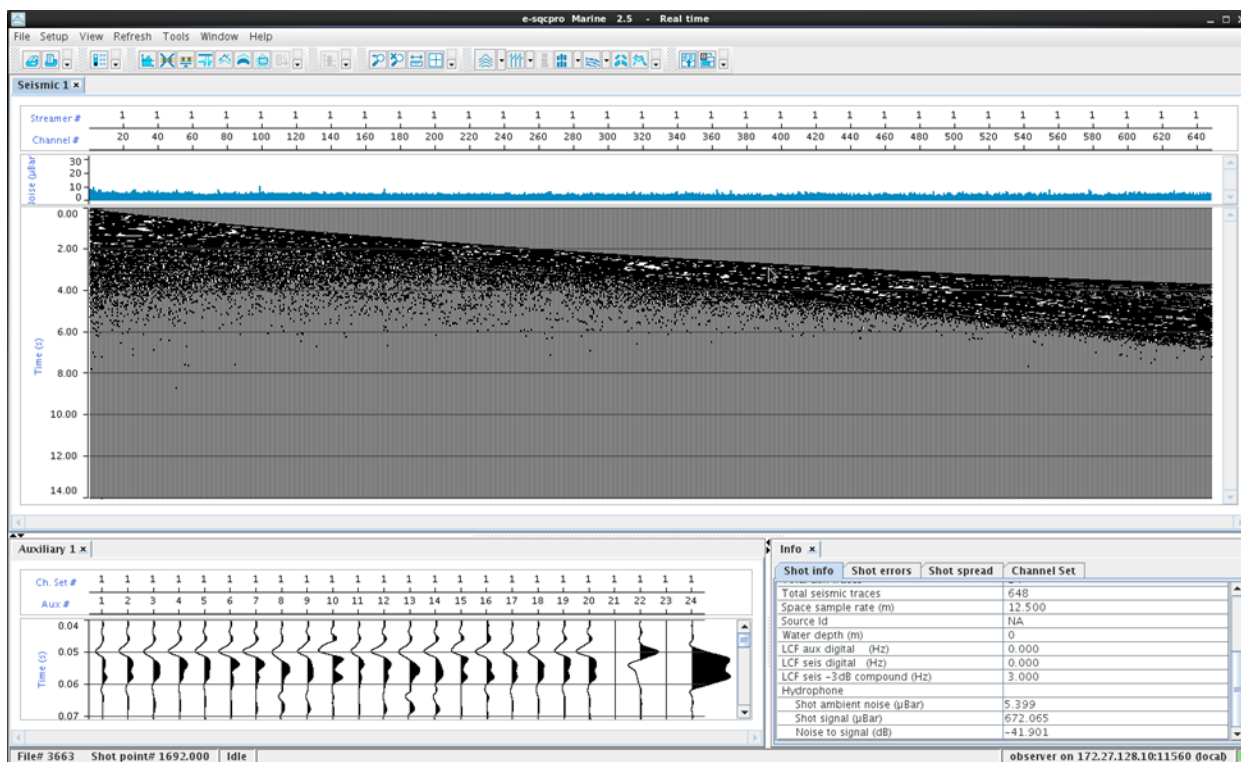 e-sqcpro Marine 2.5 - Real time
File Setup View Refresh Tools Window Help
Seismic 1
Streamer # 1 1 1 1 1 1 1 1 1 1 1 1 1 1 1 1 1 1 1 1 1 1 1 1 1 1 1 1 1 1 1 1
Channel # 20 40 60 80 100 120 140 160 180 200 220 240 260 280 300 320 340 360 380 400 420 440 460 480 500 520 540 560 580 600 620 640
30
20
10
0
0.00
2.00
4.00
6.00
8.00
10.00
12.00
14.00
Time (s)
Auxiliary 1
Ch. Set # 1 1 1 1 1 1 1 1 1 1 1 1 1 1 1 1 1 1 1 1 1 1 1 1
Aux # 1 2 3 4 5 6 7 8 9 10 11 12 13 14 15 16 17 18 19 20 21 22 23 24
0.04
0.05
0.06
0.07
Time (s)
Info
Shot info Shot errors Shot spread Channel Set
Total seismic traces 648
Space sample rate (m) 12.500
Source Id NA
Water depth (m) 0
LCF aux digital (Hz) 0.000
LCF seis digital (Hz) 0.000
LCF seis -3dB compound (Hz) 3.000
Hydrophone
Shot ambient noise (µBar) 5.399
Shot signal (µBar) 672.065
Noise to signal (dB) -41.901
File# 3663 Shot point# 1692.000 Idle
observer on 172.27.128.10:11560 (local)